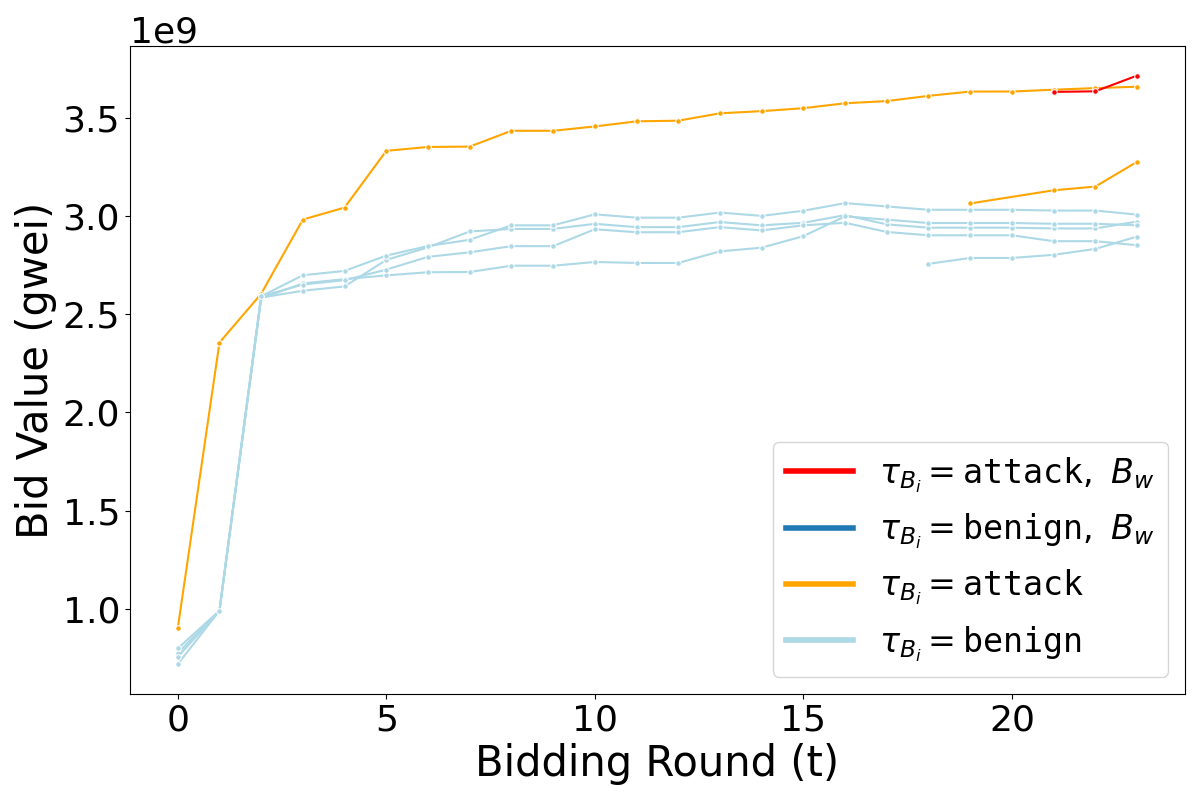 1e9
3.5
3.0
2.5
2.0
1.5
1.0
Bid Value (gwei)
0 5 10 15 20
Bidding Round (t)
τ_{B_i} = attack, B_w
τ_{B_i} = benign, B_w
τ_{B_i} = attack
τ_{B_i} = benign